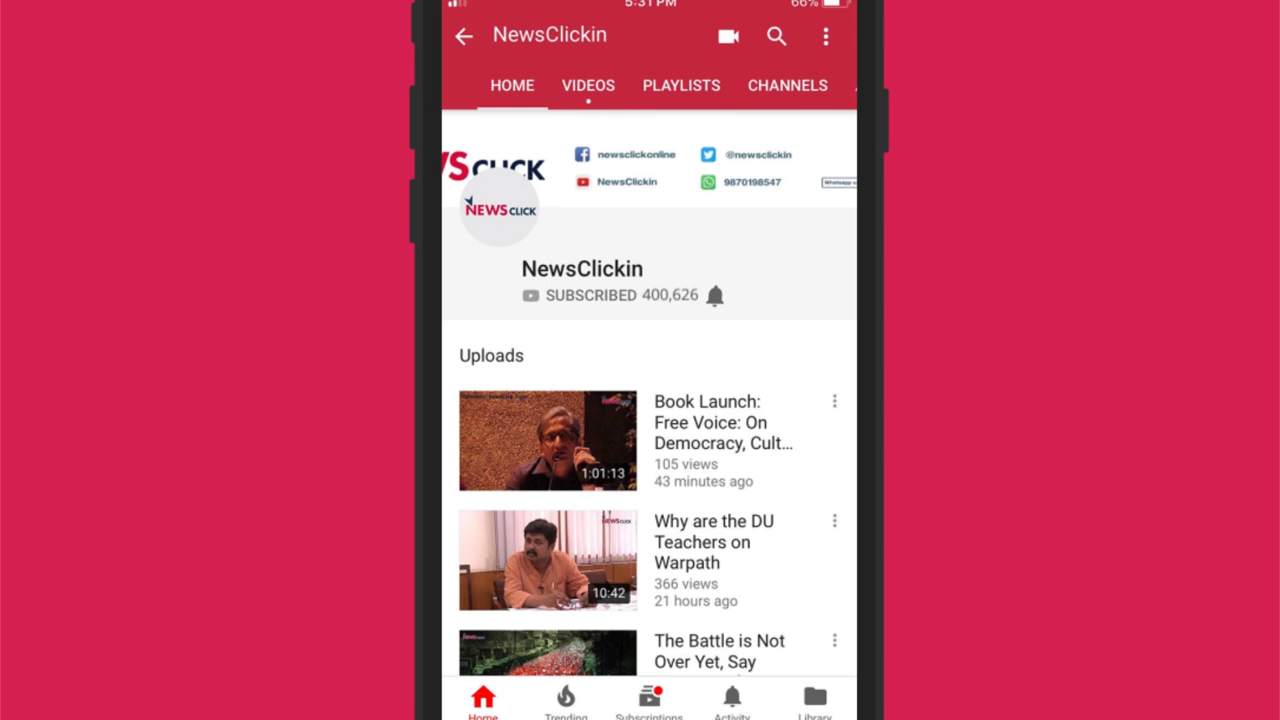 5:31 PM
66%
NewsClickin
HOME VIDEOS PLAYLISTS CHANNELS
WS CLICK
newsclickonline
@newsclickin
NewsClickin
9870198547
NEWS CLICK
NewsClickin
SUBSCRIBED 400,626
Uploads
Book Launch:
Free Voice: On
Democracy, Cult...
105 views
43 minutes ago
1:01:13
Why are the DU
Teachers on
Warpath
366 views
21 hours ago
NEWSCLICK
10:42
The Battle is Not
Over Yet, Say
Home Trending Subscriptions Activity Library